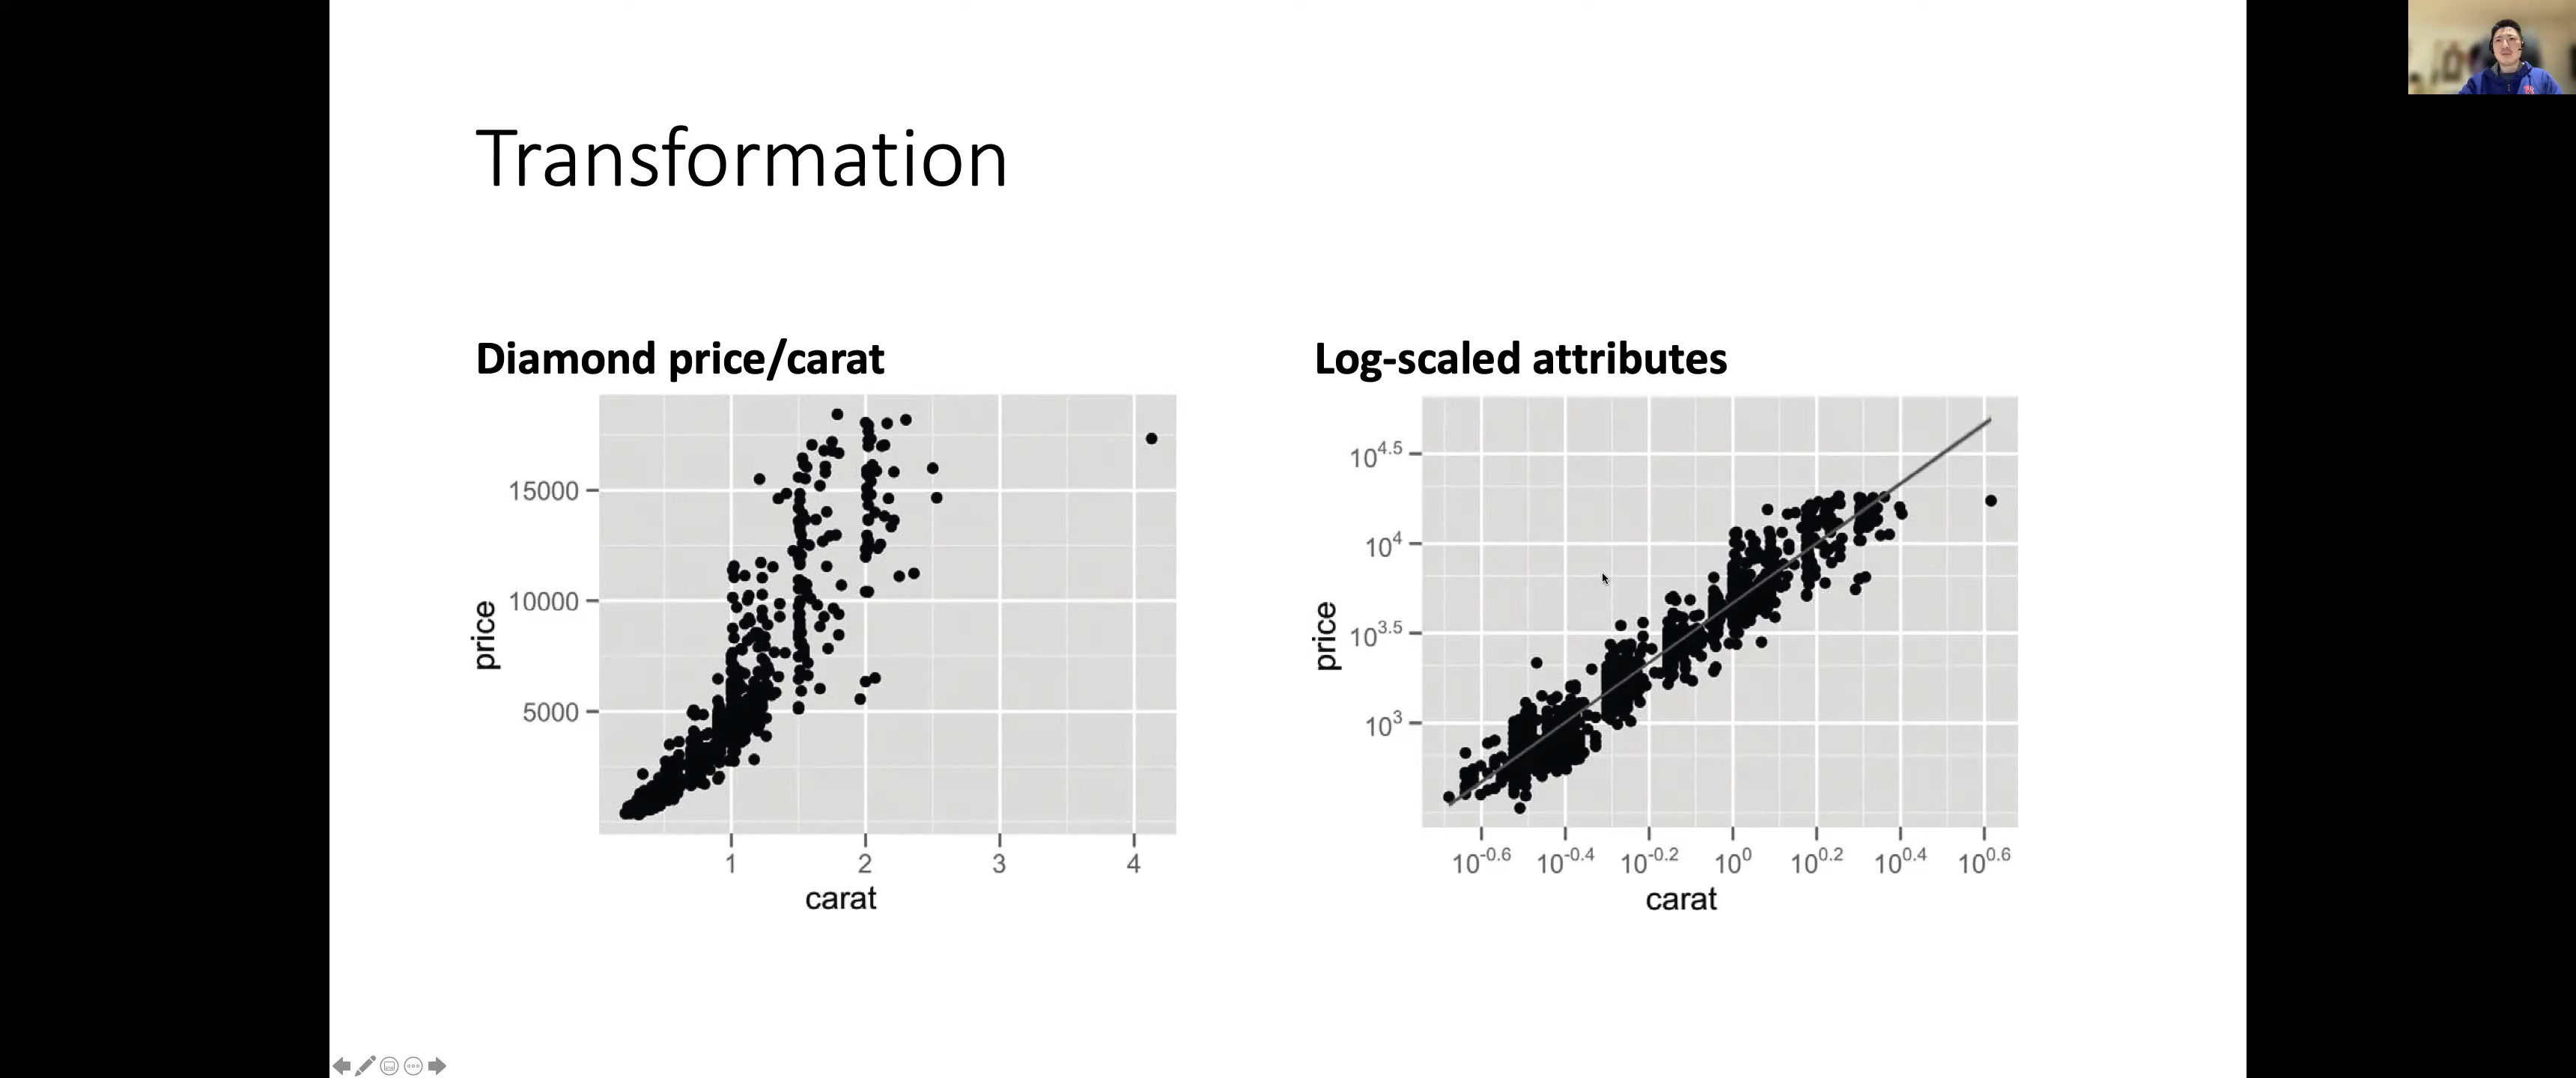 Transformation
Diamond price/carat
15000
10000
5000
price
1 2 3 4
carat
Log-scaled attributes
10^4.5
10^4
10^3.5
10^3
price
10^-0.6 10^-0.4 10^-0.2 10^0 10^0.2 10^0.4 10^0.6
carat